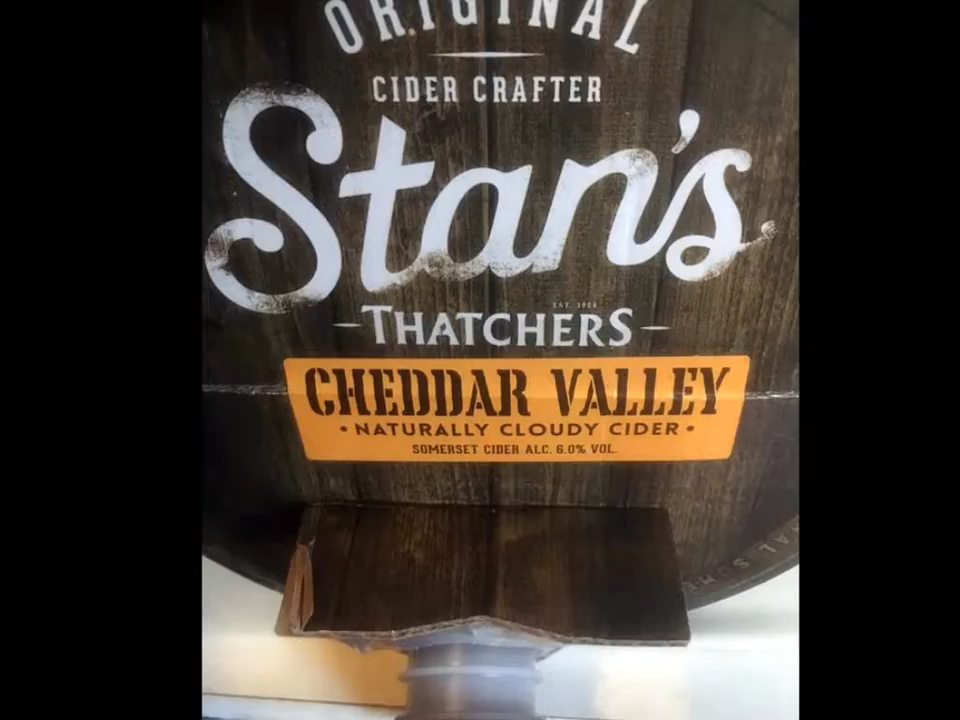 ORIGINAL
CIDER CRAFTER
Stan's
EST. 1904
THATCHERS
CHEDDAR VALLEY
• NATURALLY CLOUDY CIDER •
SOMERSET CIDER ALC. 6.0% VOL.